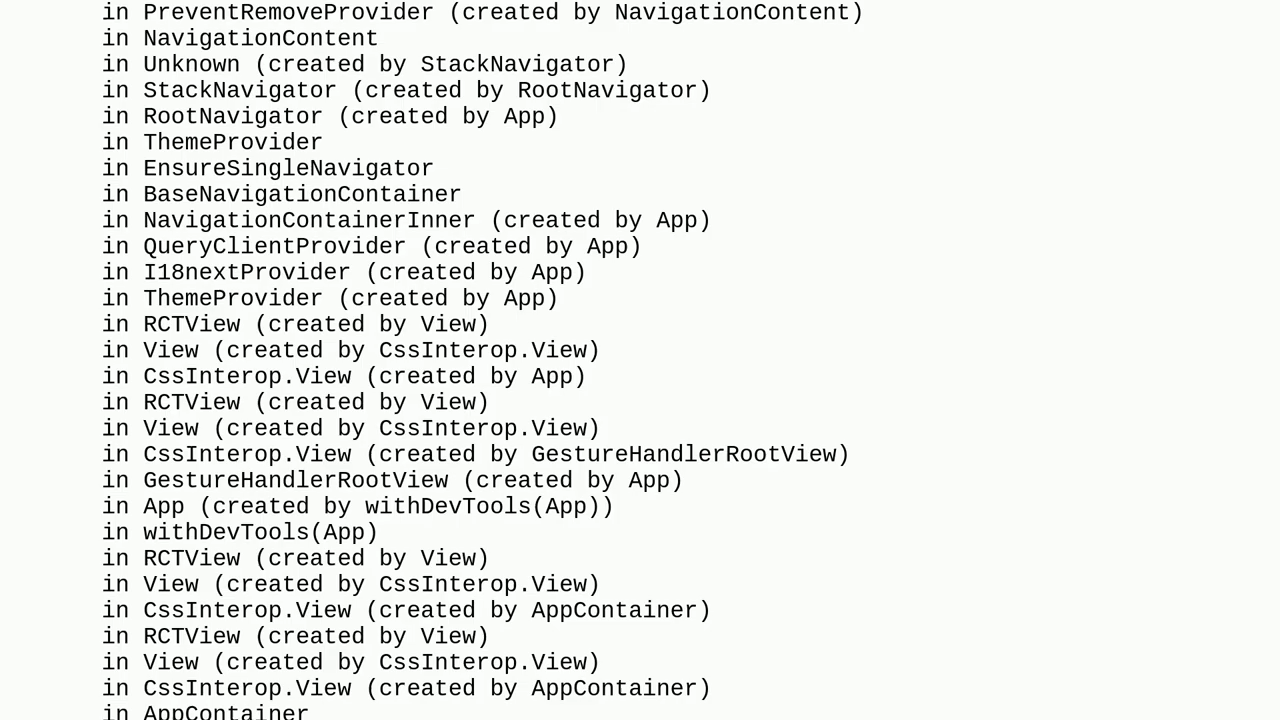 in PreventRemoveProvider (created by NavigationContent)
in NavigationContent
in Unknown (created by StackNavigator)
in StackNavigator (created by RootNavigator)
in RootNavigator (created by App)
in ThemeProvider
in EnsureSingleNavigator
in BaseNavigationContainer
in NavigationContainerInner (created by App)
in QueryClientProvider (created by App)
in I18nextProvider (created by App)
in ThemeProvider (created by App)
in RCTView (created by View)
in View (created by CssInterop.View)
in CssInterop.View (created by App)
in RCTView (created by View)
in View (created by CssInterop.View)
in CssInterop.View (created by GestureHandlerRootView)
in GestureHandlerRootView (created by App)
in App (created by withDevTools(App))
in withDevTools(App)
in RCTView (created by View)
in View (created by CssInterop.View)
in CssInterop.View (created by AppContainer)
in RCTView (created by View)
in View (created by CssInterop.View)
in CssInterop.View (created by AppContainer)
in AppContainer